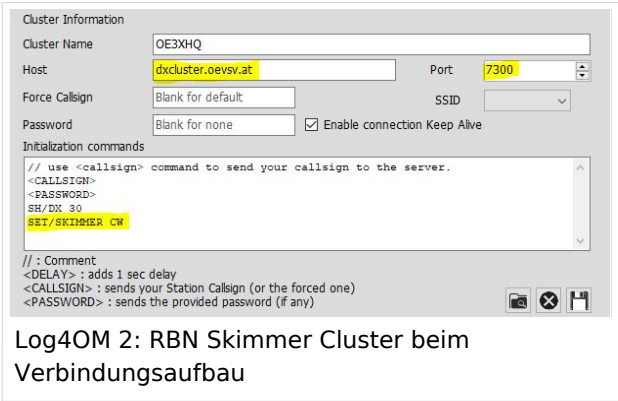 Cluster Information
Cluster Name OE3XHQ
Host dxcluster.oevsv.at Port 7300
Force Callsign Blank for default SSID
Password Blank for none Enable connection Keep Alive
Initialization commands
// use <callsign> command to send your callsign to the server.
<CALLSIGN>
<PASSWORD>
SH/DX 30
SET/SKIMMER CW
// : Comment
<DELAY> : adds 1 sec delay
<CALLSIGN> : sends your Station Callsign (or the forced one)
<PASSWORD> : sends the provided password (if any)
Log4OM 2: RBN Skimmer Cluster beim
Verbindungsaufbau